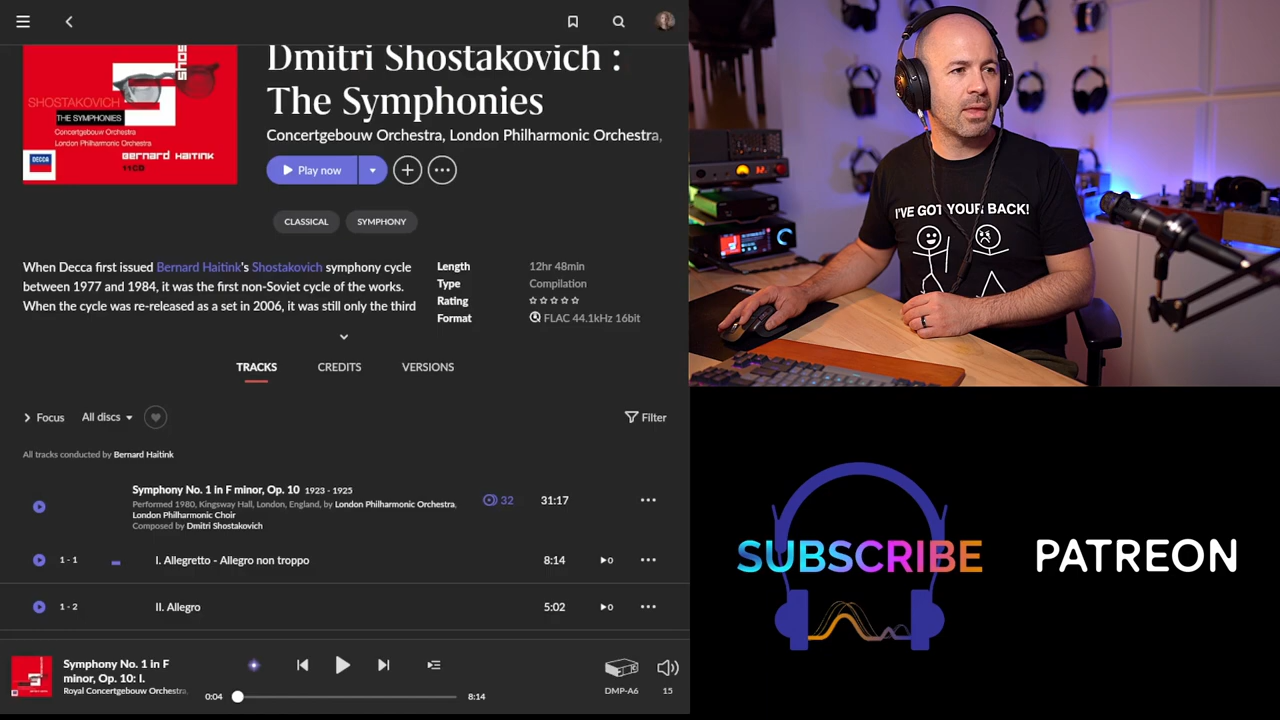 Dmitri Shostakovich :
The Symphonies
Concertgebouw Orchestra, London Philharmonic Orchestra,
SHOSTAKOVICH
THE SYMPHONIES
Concertgebouw Orchestra
London Philharmonic Orchestra
BERNARD HAITINK
DECCA
Play now
CLASSICAL
SYMPHONY
When Decca first issued Bernard Haitink's Shostakovich symphony cycle
between 1977 and 1984, it was the first non-Soviet cycle of the works.
When the cycle was re-released as a set in 2006, it was still only the third
Length 12hr 48min
Type Compilation
Rating
Format FLAC 44.1kHz 16bit
TRACKS CREDITS VERSIONS
Focus All discs Filter
All tracks conducted by Bernard Haitink
Symphony No. 1 in F minor, Op. 10 1923 - 1925
Performed 1980, Kingsway Hall, London, England, by London Philharmonic Orchestra,
London Philharmonic Choir
Composed by Dmitri Shostakovich
32 31:17
1 - 1 I. Allegretto - Allegro non troppo 8:14 0
1 - 2 II. Allegro 5:02 0
Symphony No. 1 in F
minor, Op. 10: I.
Royal Concertgebouw Orchestra,
0:04 8:14
DMP-A6 15
I'VE GOT YOUR BACK!
SUBSCRIBE
PATREON